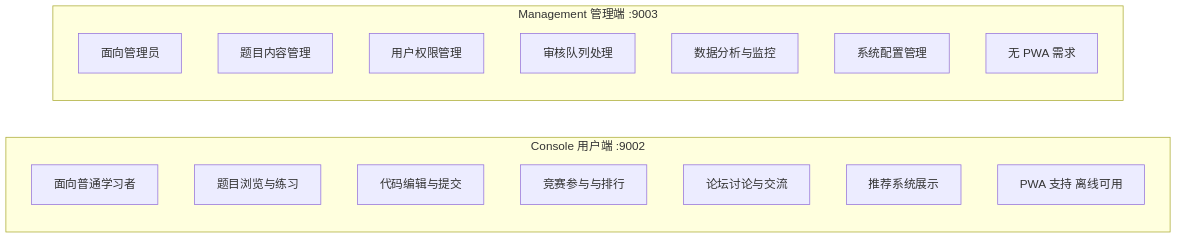 Management 管理端 :9003
面向管理员
题目内容管理
用户权限管理
审核队列处理
数据分析与监控
系统配置管理
无 PWA 需求
Console 用户端 :9002
面向普通学习者
题目浏览与练习
代码编辑与提交
竞赛参与与排行
论坛讨论与交流
推荐系统展示
PWA 支持 离线可用